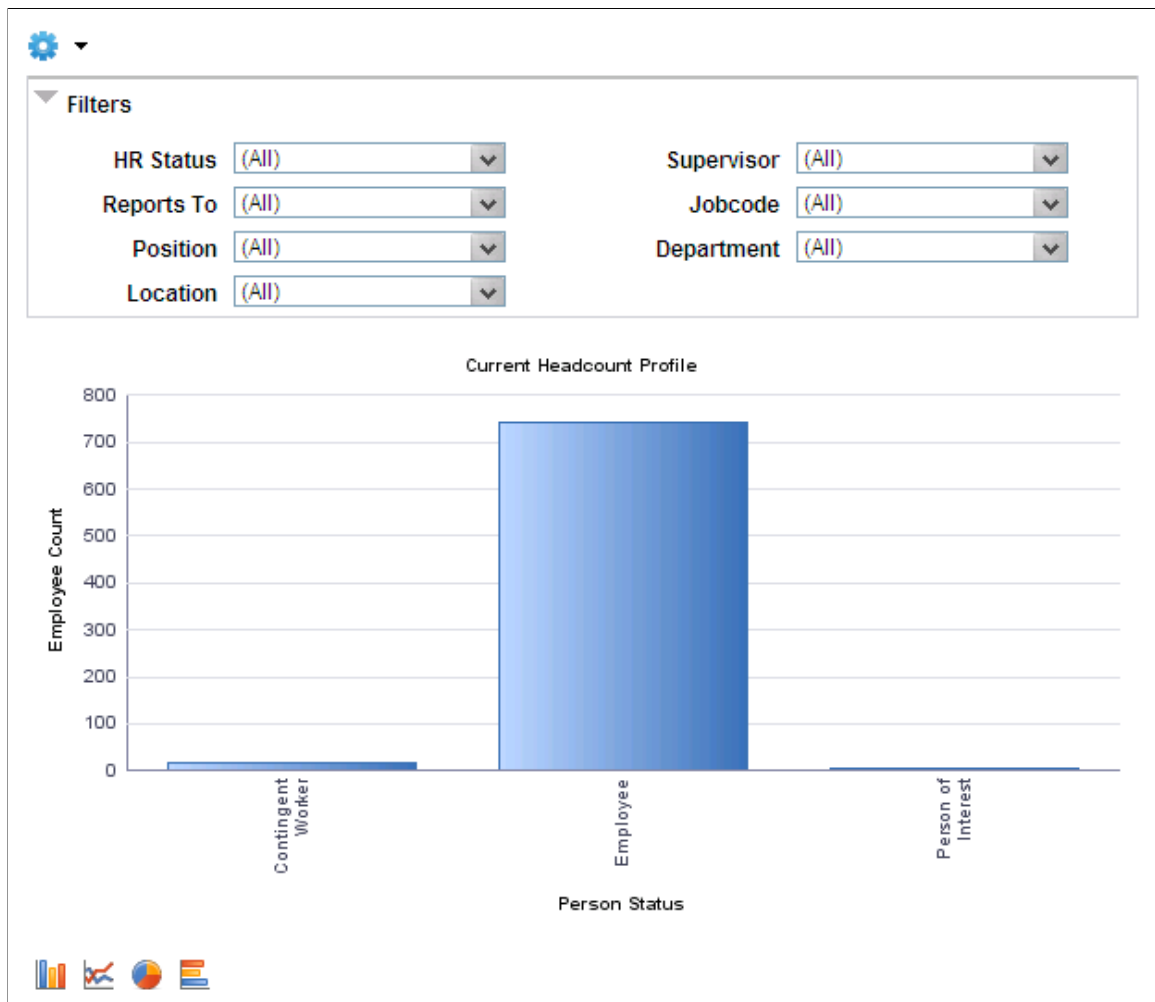 Filters
HR Status (All) Supervisor (All)
Reports To (All) Jobcode (All)
Position (All) Department (All)
Location (All)
Current Headcount Profile
800
700
600
500
400
300
200
100
0
Employee Count
Contingent
Worker
Employee
Person of
Interest
Person Status